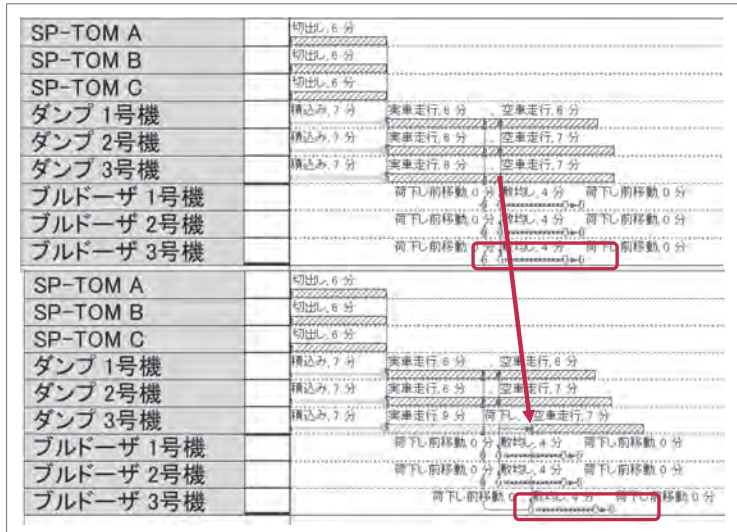 SP-TOM A 切出し, 6 分
SP-TOM B 切出し, 6 分
SP-TOM C 切出し, 6 分
ダンプ 1号機 積込み, 7 分 実車走行, 6 分 空車走行, 6 分
ダンプ 2号機 積込み, 7 分 実車走行, 6 分 空車走行, 7 分
ダンプ 3号機 積込み, 7 分 実車走行, 6 分 空車走行, 7 分
ブルドーザ 1号機 荷下し前移動, 0 分 敷均し, 4 分 荷下し前移動, 0 分
ブルドーザ 2号機 荷下し前移動, 0 分 敷均し, 4 分 荷下し前移動, 0 分
ブルドーザ 3号機 荷下し前移動, 0 分 敷均し, 4 分 荷下し前移動, 0 分
SP-TOM A 切出し, 6 分
SP-TOM B 切出し, 6 分
SP-TOM C 切出し, 6 分
ダンプ 1号機 積込み, 7 分 実車走行, 6 分 空車走行, 6 分
ダンプ 2号機 積込み, 7 分 実車走行, 6 分 空車走行, 7 分
ダンプ 3号機 積込み, 7 分 実車走行, 9 分 荷下し, 空車走行, 7 分
ブルドーザ 1号機 荷下し前移動, 0 分 敷均し, 4 分 荷下し前移動, 0 分
ブルドーザ 2号機 荷下し前移動, 0 分 敷均し, 4 分 荷下し前移動, 0 分
ブルドーザ 3号機 荷下し前移動, 0 敷均し, 4 分 荷下し前移動, 0 分